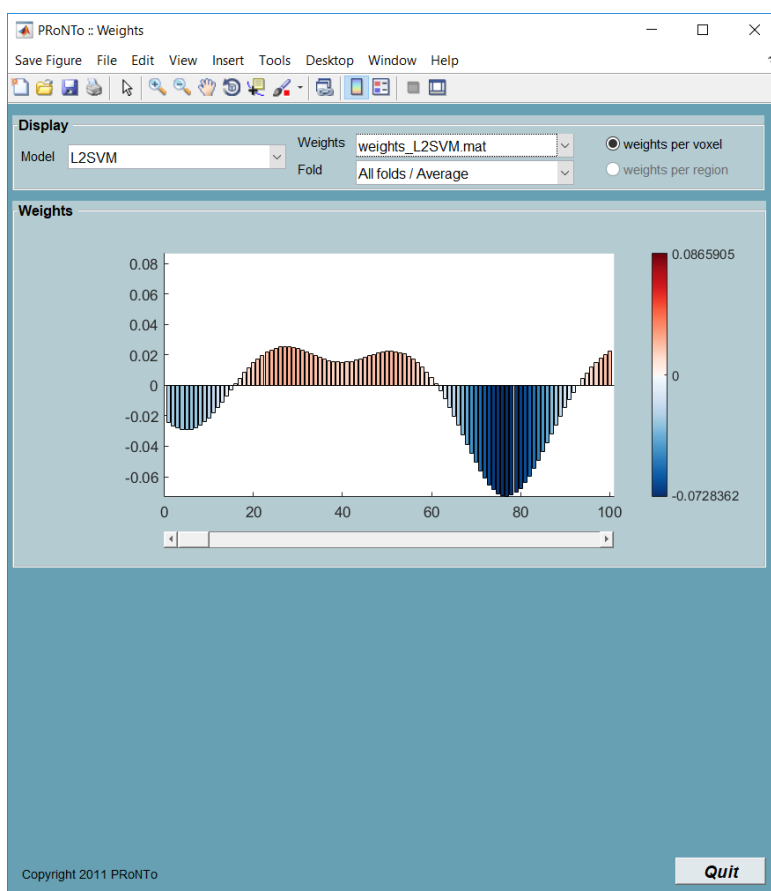 PRoNTo :: Weights
Save Figure File Edit View Insert Tools Desktop Window Help
Display
Model L2SVM
Weights weights_L2SVM.mat
Fold All folds / Average
weights per voxel
weights per region
Weights
0.08
0.06
0.04
0.02
0
-0.02
-0.04
-0.06
0 20 40 60 80 100
0.0865905
0
-0.0728362
Copyright 2011 PRoNTo
Quit